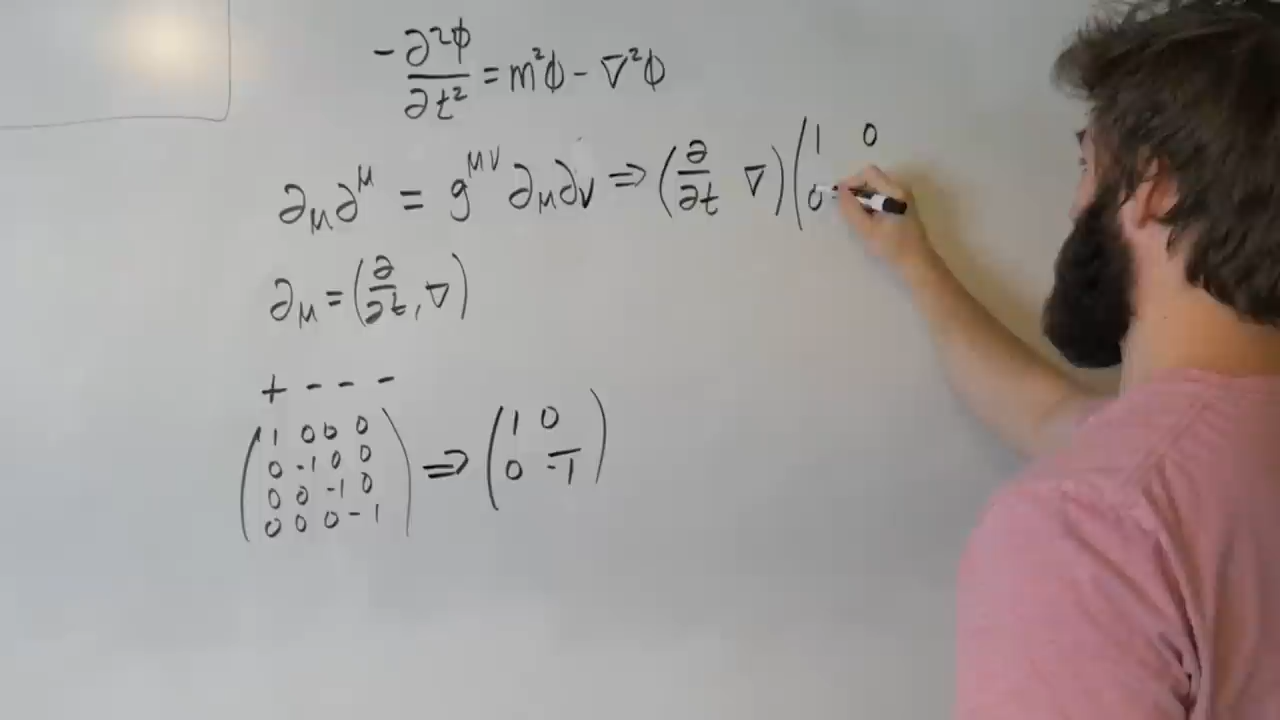 -∂²ϕ/∂t² = m²ϕ - ∇²ϕ
∂_μ∂^μ = g^{μν}∂_μ∂_ν ⇒ (∂/∂t ∇)(1 0
0
∂_μ = (∂/∂t, ∇)
+ - - -
(1 0 0 0
0 -1 0 0
0 0 -1 0
0 0 0 -1) ⇒ (1 0
0 -1)